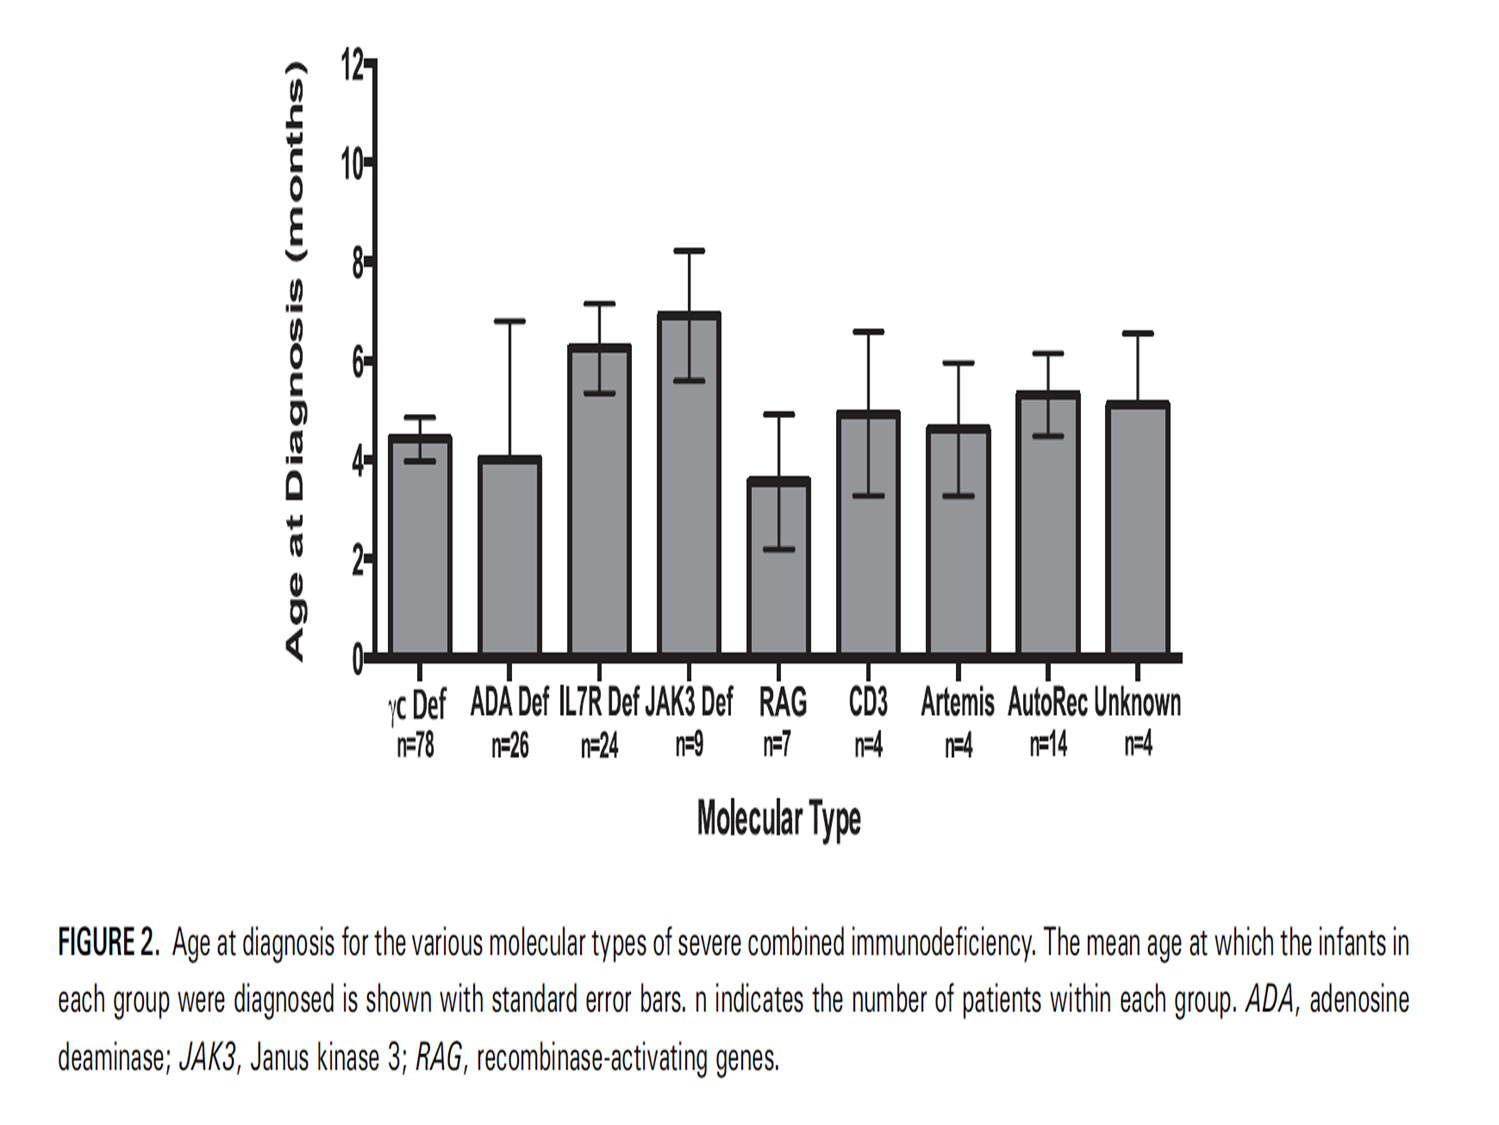 12
10
8
6
4
2
0
Age at Diagnosis (months)
γc Def ADA Def IL7R Def JAK3 Def RAG CD3 Artemis AutoRec Unknown
n=78 n=26 n=24 n=9 n=7 n=4 n=4 n=14 n=4
Molecular Type
FIGURE 2. Age at diagnosis for the various molecular types of severe combined immunodeficiency. The mean age at which the infants in
each group were diagnosed is shown with standard error bars. n indicates the number of patients within each group. ADA, adenosine
deaminase; JAK3, Janus kinase 3; RAG, recombinase-activating genes.